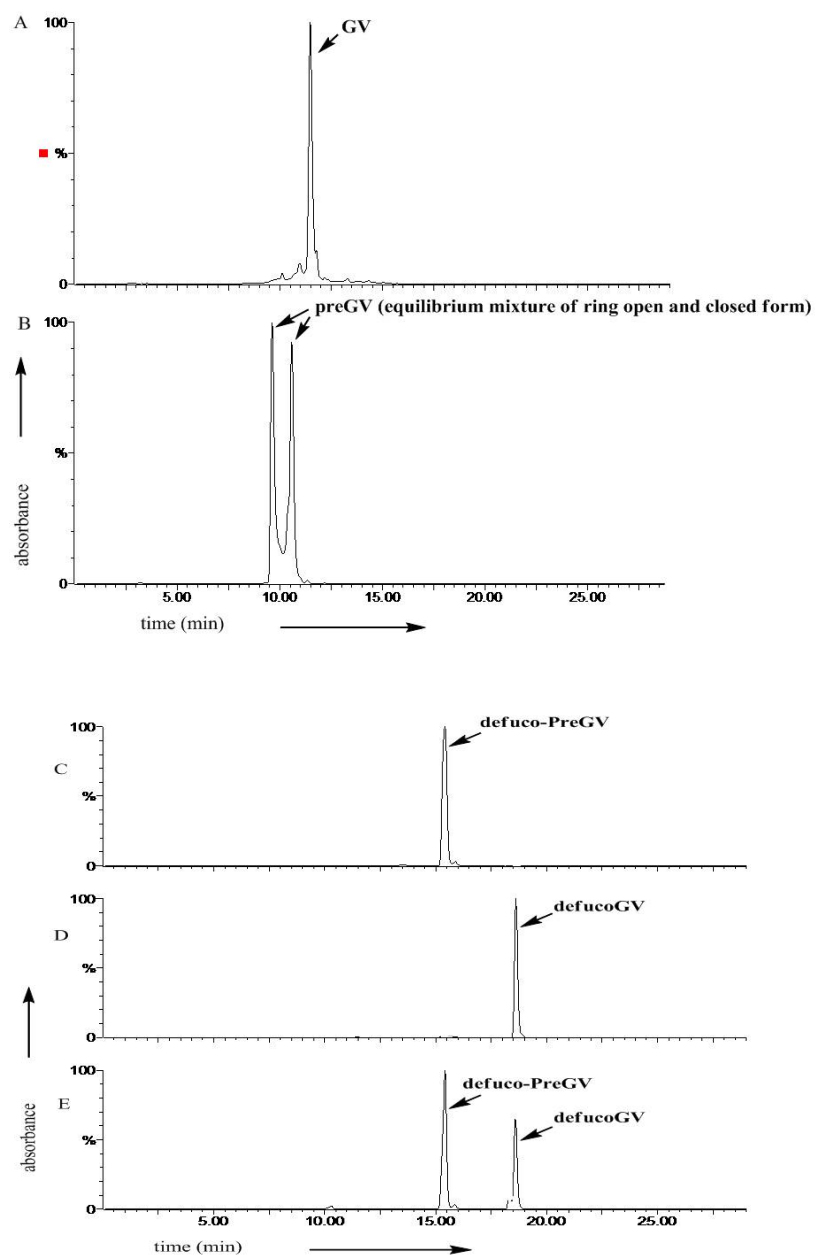 A
100
GV
%
0
B
preGV (equilibrium mixture of ring open and closed form)
100
%
absorbance
0
5.00 10.00 15.00 20.00 25.00
time (min)
C
100
defuco-PreGV
%
0
D
100
defucoGV
%
0
E
100
defuco-PreGV
defucoGV
%
absorbance
0
5.00 10.00 15.00 20.00 25.00
time (min)